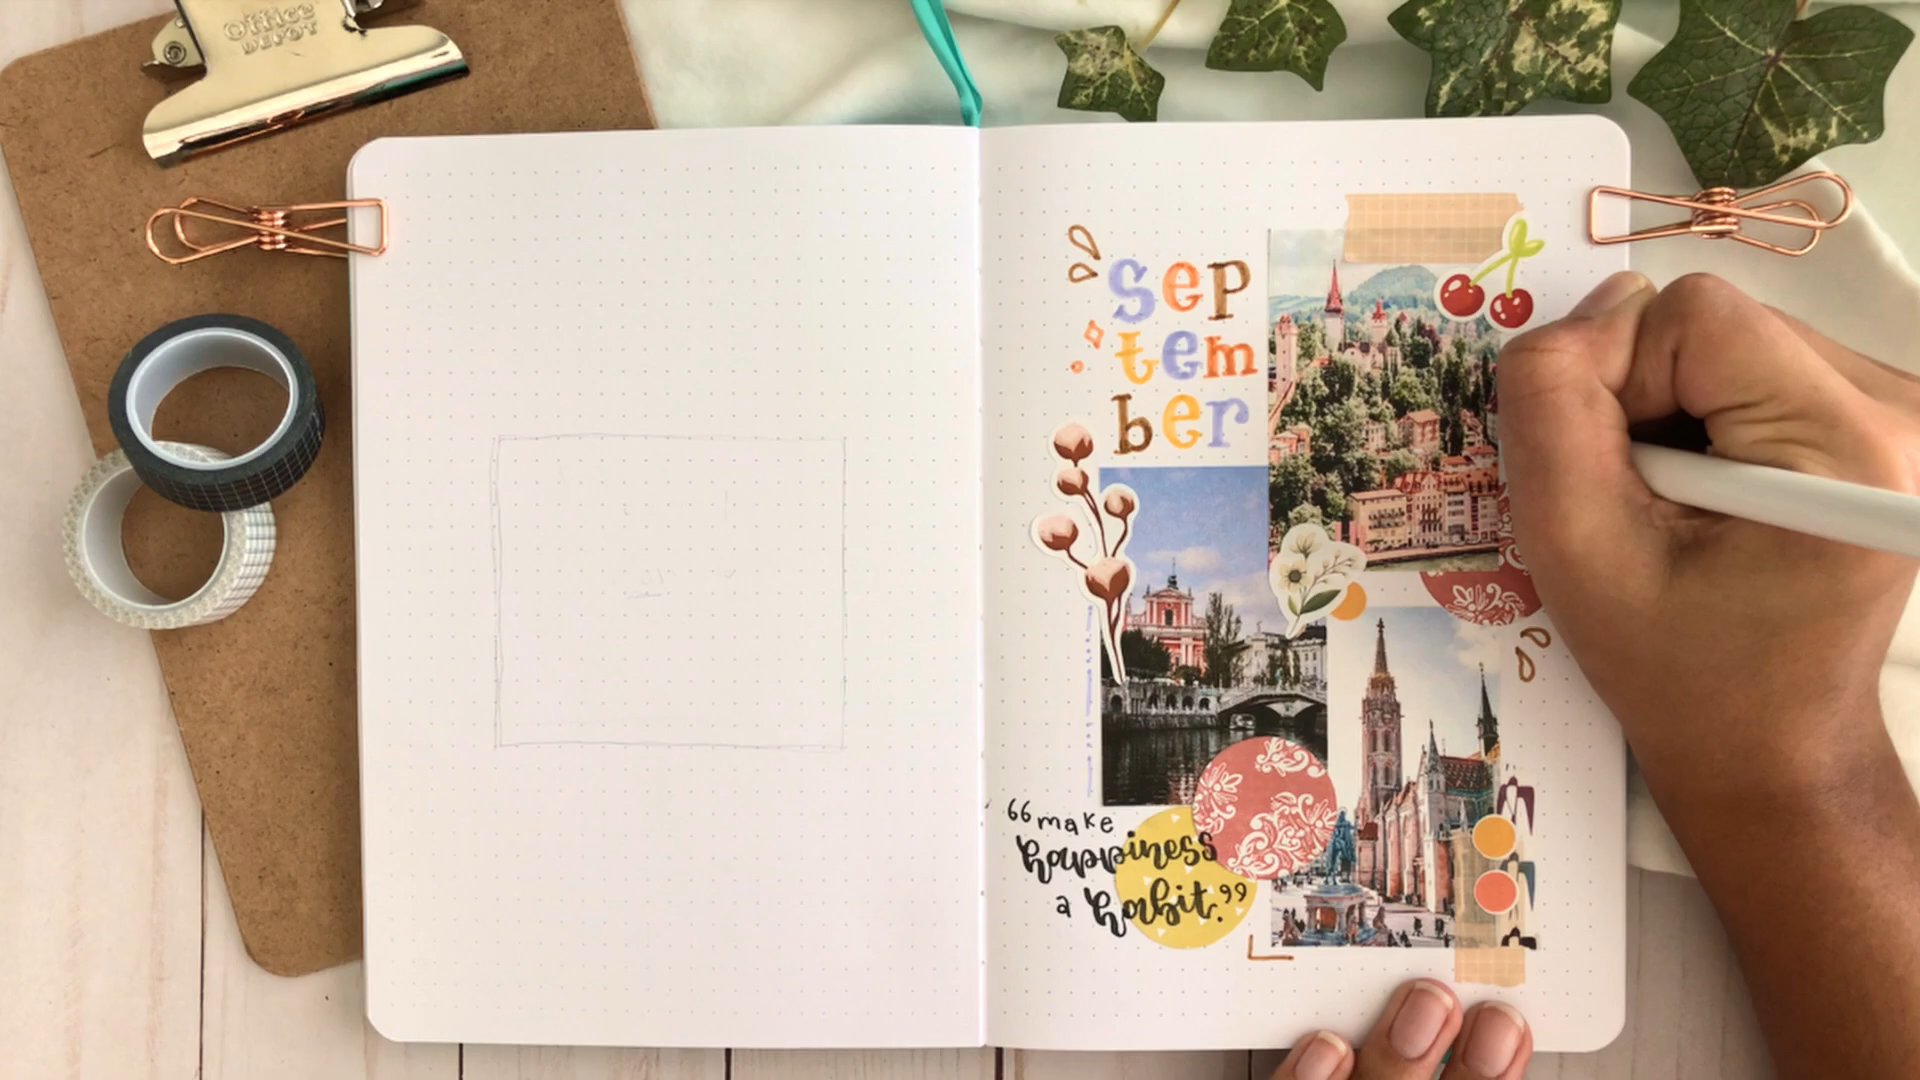 Office
DEPOT
sep
tem
ber
“make
happiness
a habit.”